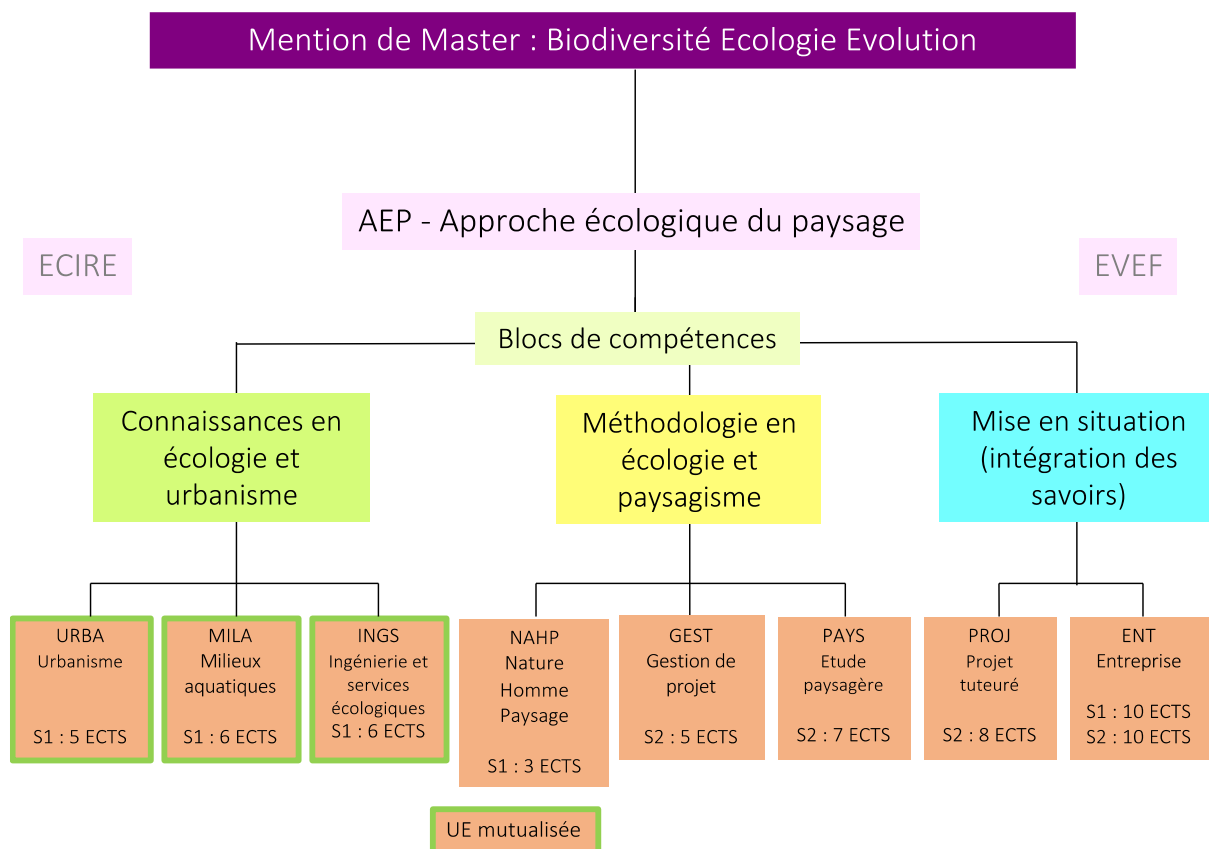 Mention de Master : Biodiversité Ecologie Evolution
AEP - Approche écologique du paysage
ECIRE
EVEF
Blocs de compétences
Connaissances en
écologie et
urbanisme
Méthodologie en
écologie et
paysagisme
Mise en situation
(intégration des
savoirs)
URBA
Urbanisme
S1 : 5 ECTS
MILA
Milieux
aquatiques
S1 : 6 ECTS
INGS
Ingénierie et
services
écologiques
S1 : 6 ECTS
NAHP
Nature
Homme
Paysage
S1 : 3 ECTS
GEST
Gestion de
projet
S2 : 5 ECTS
PAYS
Etude
paysagère
S2 : 7 ECTS
PROJ
Projet
tuteuré
S2 : 8 ECTS
ENT
Entreprise
S1 : 10 ECTS
S2 : 10 ECTS
UE mutualisée